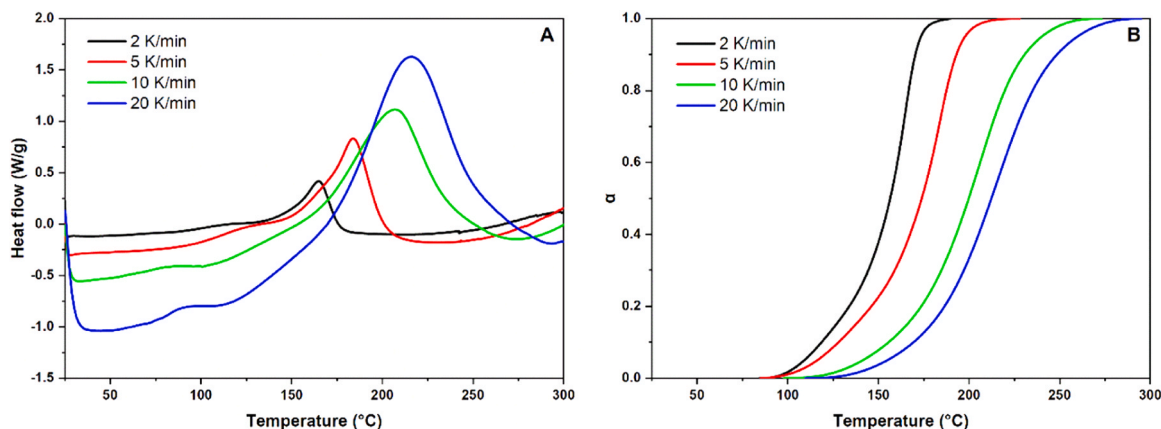 A
2 K/min
5 K/min
10 K/min
20 K/min
Heat flow (W/g)
2.0
1.5
1.0
0.5
0.0
-0.5
-1.0
-1.5
50
100
150
200
250
300
Temperature (°C)
B
2 K/min
5 K/min
10 K/min
20 K/min
α
1.0
0.8
0.6
0.4
0.2
0.0
50
100
150
200
250
300
Temperature (°C)